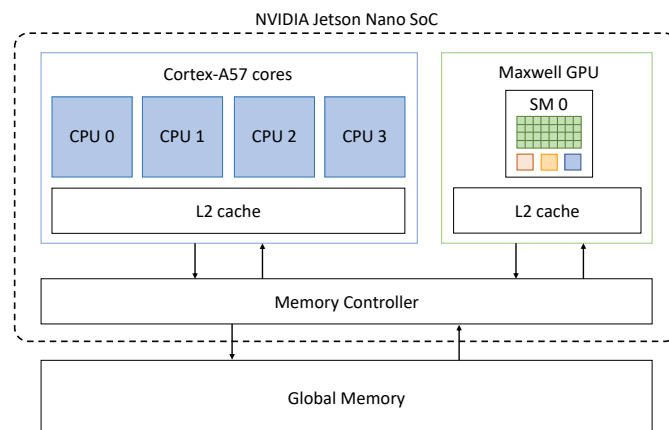 NVIDIA Jetson Nano SoC
Cortex-A57 cores
Maxwell GPU
SM 0
CPU 0
CPU 1
CPU 2
CPU 3
L2 cache
L2 cache
Memory Controller
Global Memory